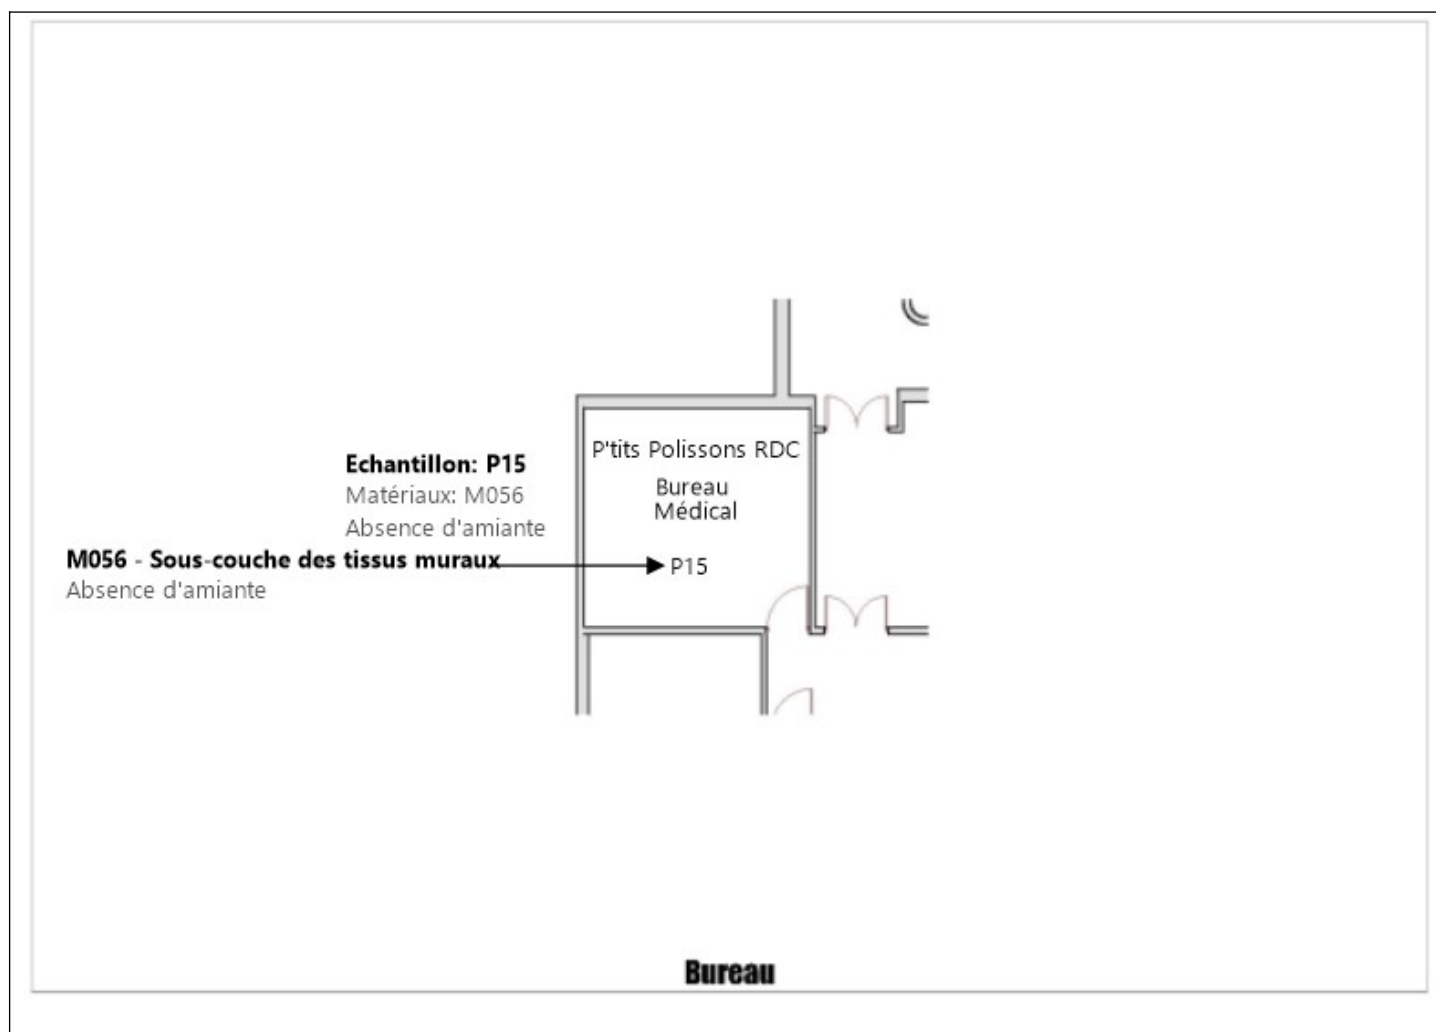 P'tits Polissons RDC
Echantillon: P15
Matériaux: M056
Absence d'amiante
Bureau
Médical
M056 - Sous-couche des tissus muraux
Absence d'amiante
P15
Bureau